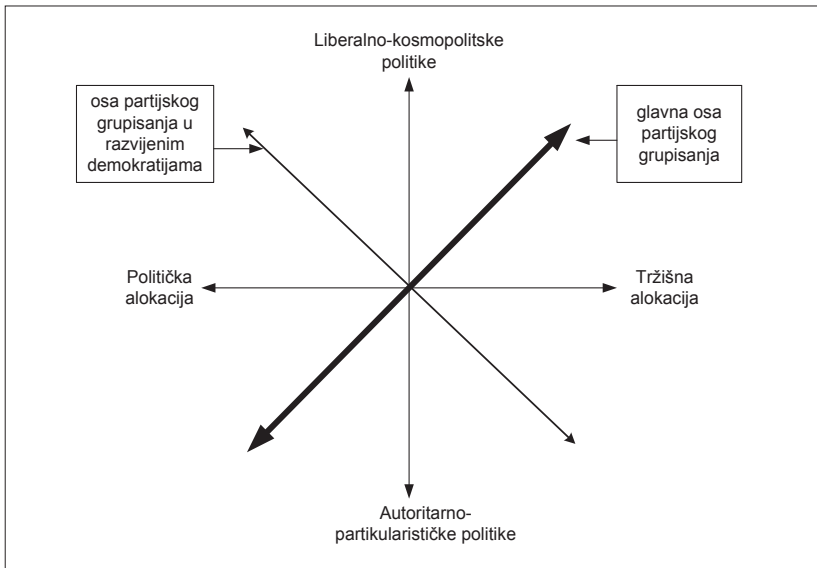 Liberalno-kosmopolitske
politike
osa partijskog
grupisanja u
razvijenim
demokratijama
glavna osa
partijskog
grupisanja
Politička
alokacija
Tržišna
alokacija
Autoritarno-
partikularističke politike